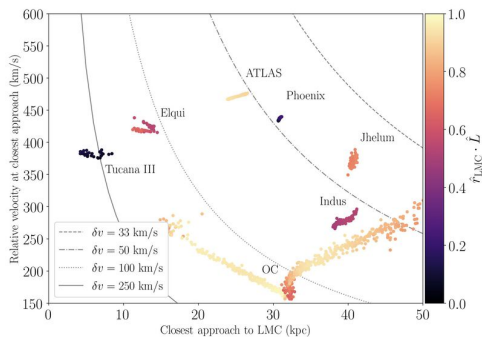 600
550
500
450
400
350
300
250
200
150
Relative velocity at closest approach (km/s)
ATLAS
Phoenix
Elqui
Jhelum
Tucana III
Indus
OC
δv = 33 km/s
δv = 50 km/s
δv = 100 km/s
δv = 250 km/s
0 10 20 30 40 50
Closest approach to LMC (kpc)
1.0
0.8
0.6
0.4
0.2
0.0
r̂LMC · L̂